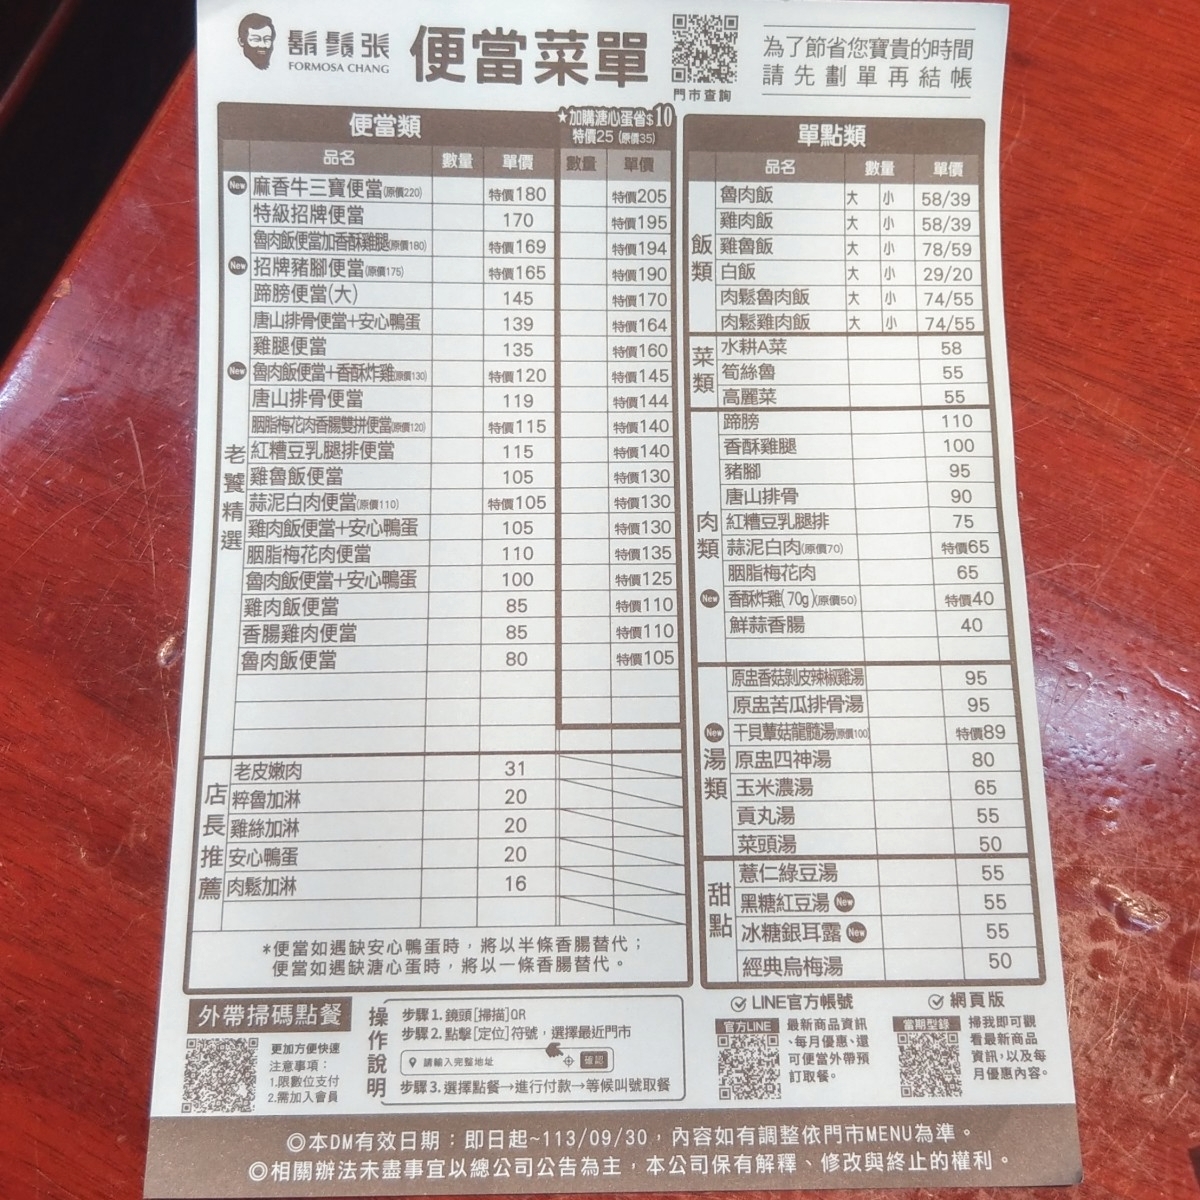 鬍鬚張
FORMOSA CHANG
便當菜單
門市查詢
為了節省您寶貴的時間
請先劃單再結帳
便當類
★加購溏心蛋省$10
特價25 (原價35)
品名 數量 單價 數量 單價
老饕精選
New 麻香牛三寶便當(原價220) 特價180 特價205
特級招牌便當 170 特價195
魯肉飯便當加香酥雞腿(原價180) 特價169 特價194
New 招牌豬腳便當(原價175) 特價165 特價190
蹄膀便當(大) 145 特價170
唐山排骨便當+安心鴨蛋 139 特價164
雞腿便當 135 特價160
New 魯肉飯便當+香酥炸雞(原價130) 特價120 特價145
唐山排骨便當 119 特價144
胭脂梅花肉香腸雙拼便當(原價120) 特價115 特價140
紅糟豆乳腿排便當 115 特價140
雞魯飯便當 105 特價130
蒜泥白肉便當(原價110) 特價105 特價130
雞肉飯便當+安心鴨蛋 105 特價130
胭脂梅花肉便當 110 特價135
魯肉飯便當+安心鴨蛋 100 特價125
雞肉飯便當 85 特價110
香腸雞肉便當 85 特價110
魯肉飯便當 80 特價105
店長推薦
老皮嫩肉 31
粹魯加淋 20
雞絲加淋 20
安心鴨蛋 20
肉鬆加淋 16
*便當如遇缺安心鴨蛋時，將以半條香腸替代；
便當如遇缺溏心蛋時，將以一條香腸替代。
單點類
品名 數量 單價
飯類
魯肉飯 大 小 58/39
雞肉飯 大 小 58/39
雞魯飯 大 小 78/59
白飯 大 小 29/20
肉鬆魯肉飯 大 小 74/55
肉鬆雞肉飯 大 小 74/55
菜類
水耕A菜 58
筍絲魯 55
高麗菜 55
肉類
蹄膀 110
香酥雞腿 100
豬腳 95
唐山排骨 90
紅糟豆乳腿排 75
蒜泥白肉(原價70) 特價65
胭脂梅花肉 65
New 香酥炸雞(70g)(原價50) 特價40
鮮蒜香腸 40
湯類
原盅香菇剝皮辣椒雞湯 95
原盅苦瓜排骨湯 95
New 干貝蕈菇龍髓湯(原價100) 特價89
原盅四神湯 80
玉米濃湯 65
貢丸湯 55
菜頭湯 50
甜點
薏仁綠豆湯 55
黑糖紅豆湯 New 55
冰糖銀耳露 New 55
經典烏梅湯 50
外帶掃碼點餐
更加方便快速
注意事項：
1.限數位支付
2.需加入會員
操作說明
步驟1.鏡頭[掃描]QR
步驟2.點擊[定位]符號，選擇最近門市
請輸入完整地址 確認
步驟3.選擇點餐→進行付款→等候叫號取餐
LINE官方帳號
官方LINE
最新商品資訊
、每月優惠、還
可便當外帶預
訂取餐。
網頁版
當期型錄
掃我即可觀
看最新商品
資訊，以及每
月優惠內容。
◎本DM有效日期：即日起~113/09/30，內容如有調整依門市MENU為準。
◎相關辦法未盡事宜以總公司公告為主，本公司保有解釋、修改與終止的權利。